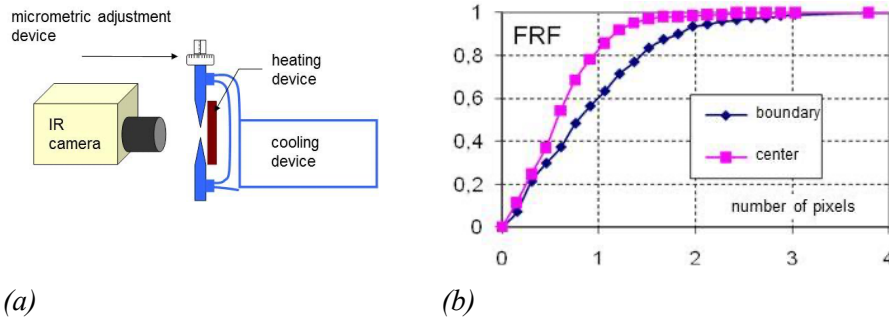 micrometric adjustment
device
heating
device
IR
camera
cooling
device
(a)
FRF
1
0.8
0.6
0.4
0,2
0
boundary
center
number of pixels
0
1
2
3
4
(b)